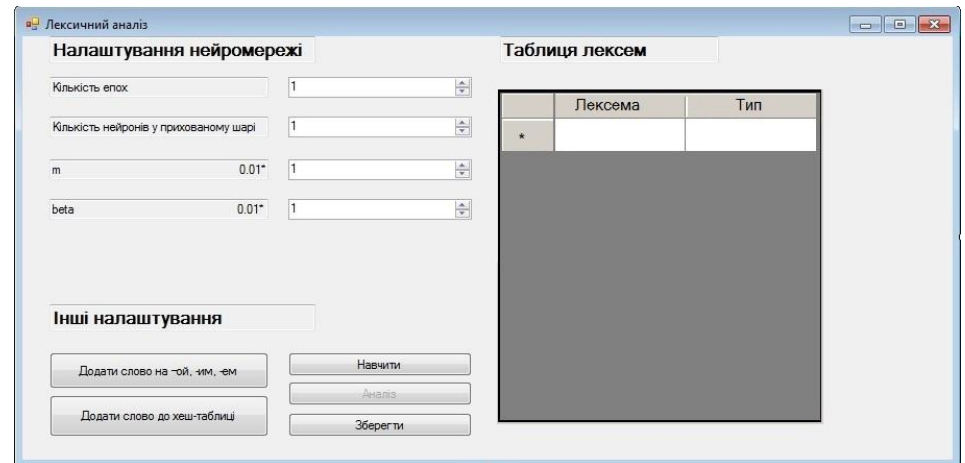 Лексичний аналіз
Налаштування нейромережі
Кількість епох 1
Кількість нейронів у прихованому шарі 1
m 0.01* 1
beta 0.01* 1
Інші налаштування
Додати слово на -ой, -им, -ем
Додати слово до хеш-таблиці
Навчити
Аналіз
Зберегти
Таблиця лексем
Лексема Тип
*